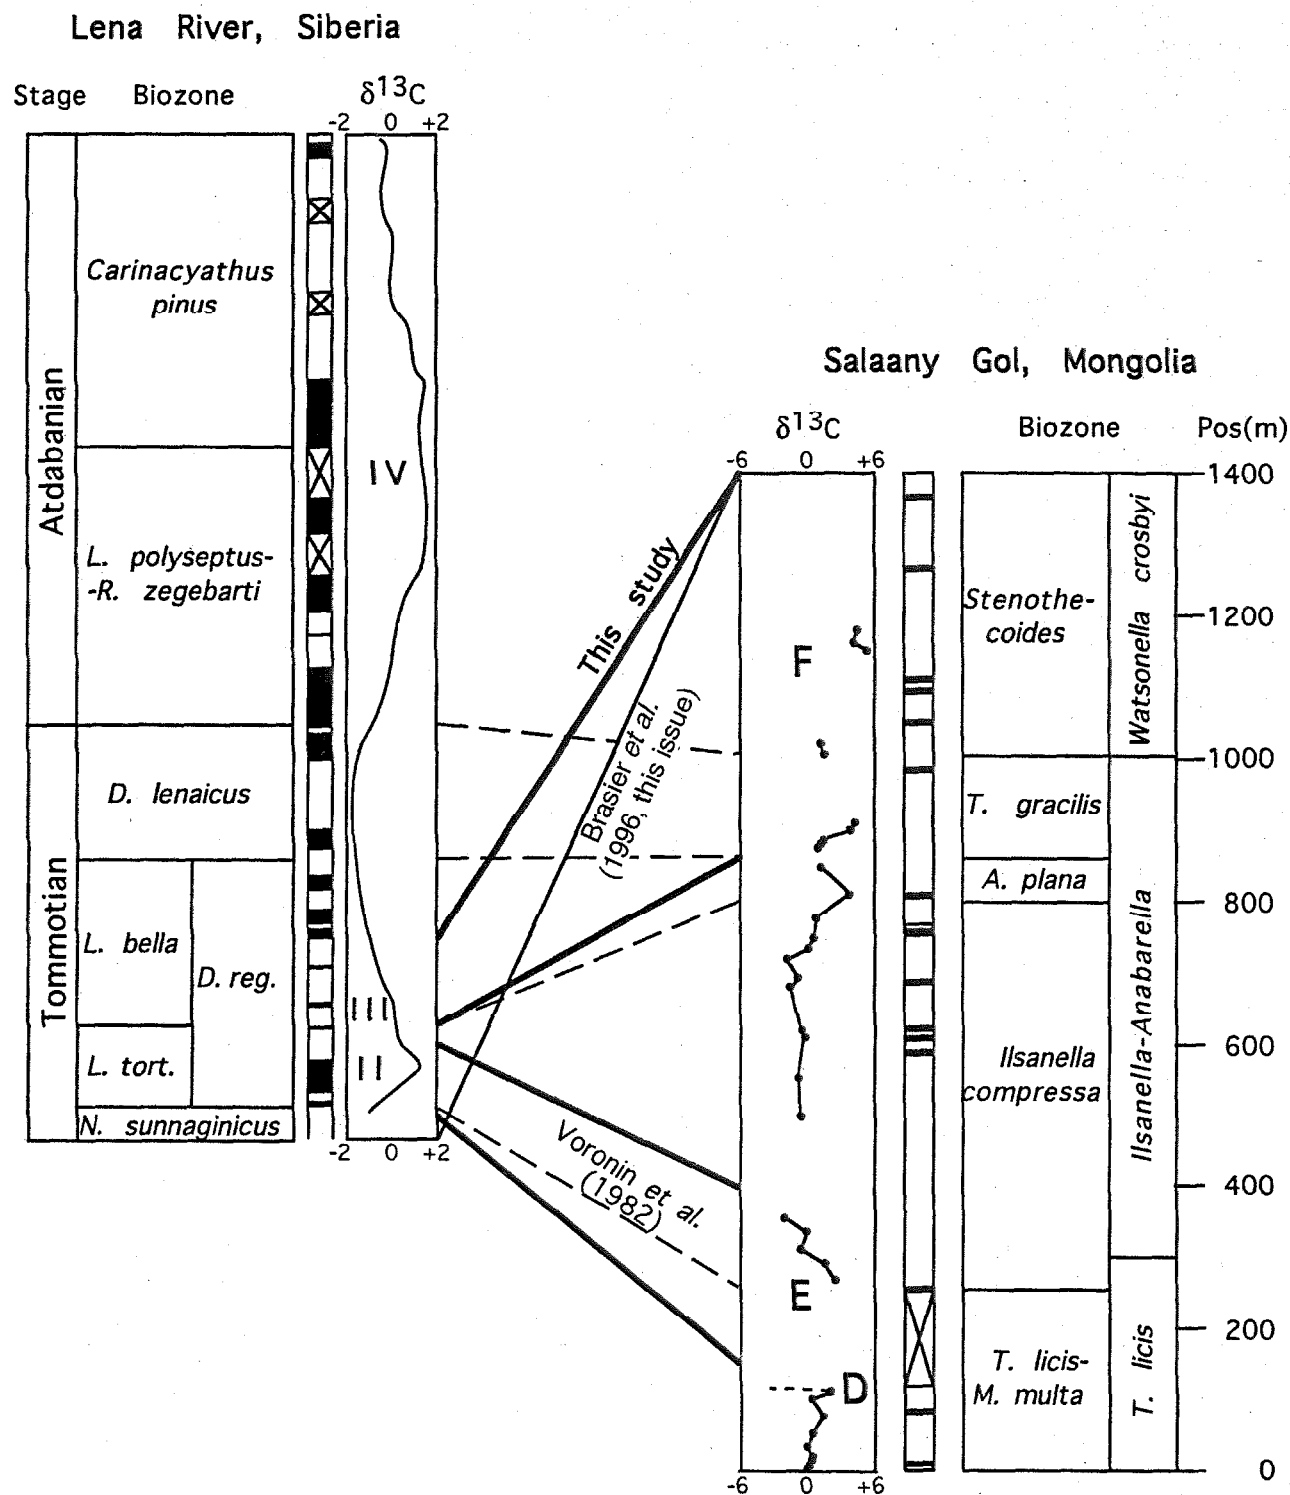 Lena River, Siberia
Stage Biozone δ13C
-2 0 +2
Atdabanian
Carinacyathus
pinus
IV
L. polyseptus-
-R. zegebarti
Tommotian
D. lenaicus
L. bella
D. reg.
III
L. tort.
II
N. sunnaginicus
-2 0 +2
This study
Brasier et al.
(1996, this issue)
Voronin et al.
(1982)
Salaany Gol, Mongolia
δ13C Biozone Pos(m)
-6 0 +6
1400
Watsonella crosbyi
Stenothe-
coides
1200
F
1000
T. gracilis
A. plana
800
Ilsanella-Anabarella
600
Ilsanella
compressa
400
E
200
T. licis-
M. multa
T. licis
D
0
-6 0 +6